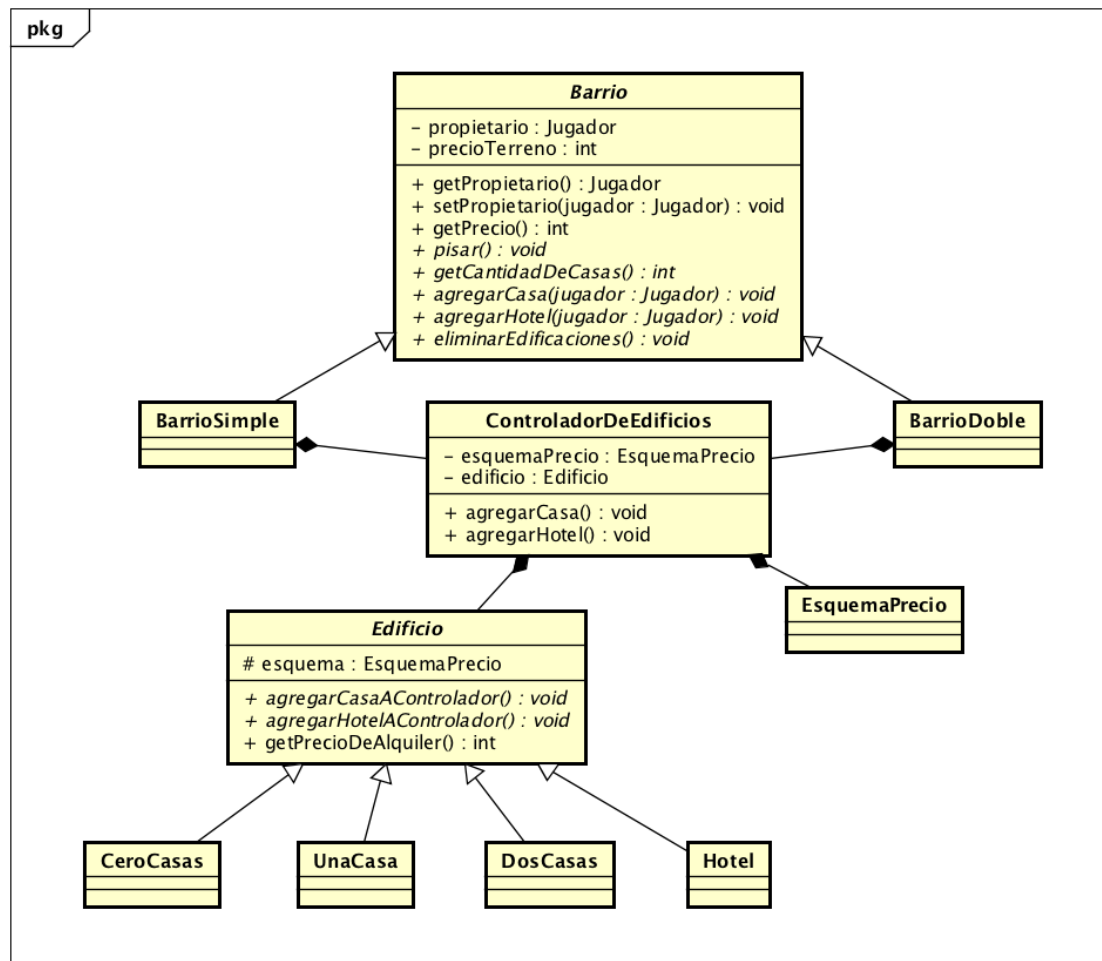 pkg
Barrio
– propietario : Jugador
– precioTerreno : int
+ getPropietario() : Jugador
+ setPropietario(jugador : Jugador) : void
+ getPrecio() : int
+ pisar() : void
+ getCantidadDeCasas() : int
+ agregarCasa(jugador : Jugador) : void
+ agregarHotel(jugador : Jugador) : void
+ eliminarEdificaciones() : void
BarrioSimple
ControladorDeEdificios
– esquemaPrecio : EsquemaPrecio
– edificio : Edificio
+ agregarCasa() : void
+ agregarHotel() : void
BarrioDoble
EsquemaPrecio
Edificio
# esquema : EsquemaPrecio
+ agregarCasaAControlador() : void
+ agregarHotelAControlador() : void
+ getPrecioDeAlquiler() : int
CeroCasas
UnaCasa
DosCasas
Hotel